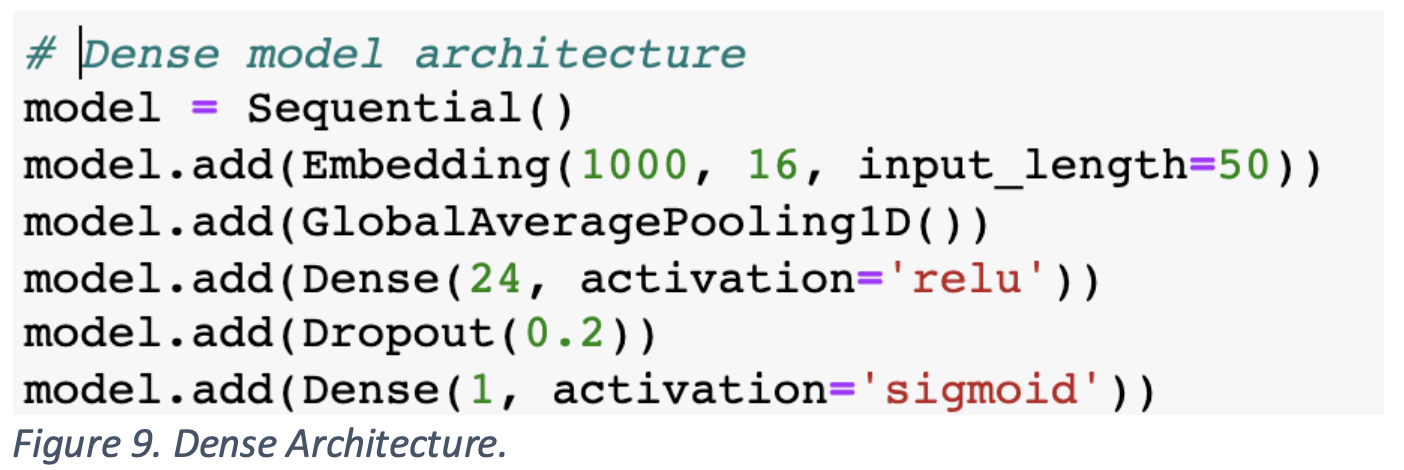 # Dense model architecture
model = Sequential()
model.add(Embedding(1000, 16, input_length=50))
model.add(GlobalAveragePooling1D())
model.add(Dense(24, activation='relu'))
model.add(Dropout(0.2))
model.add(Dense(1, activation='sigmoid'))
Figure 9. Dense Architecture.